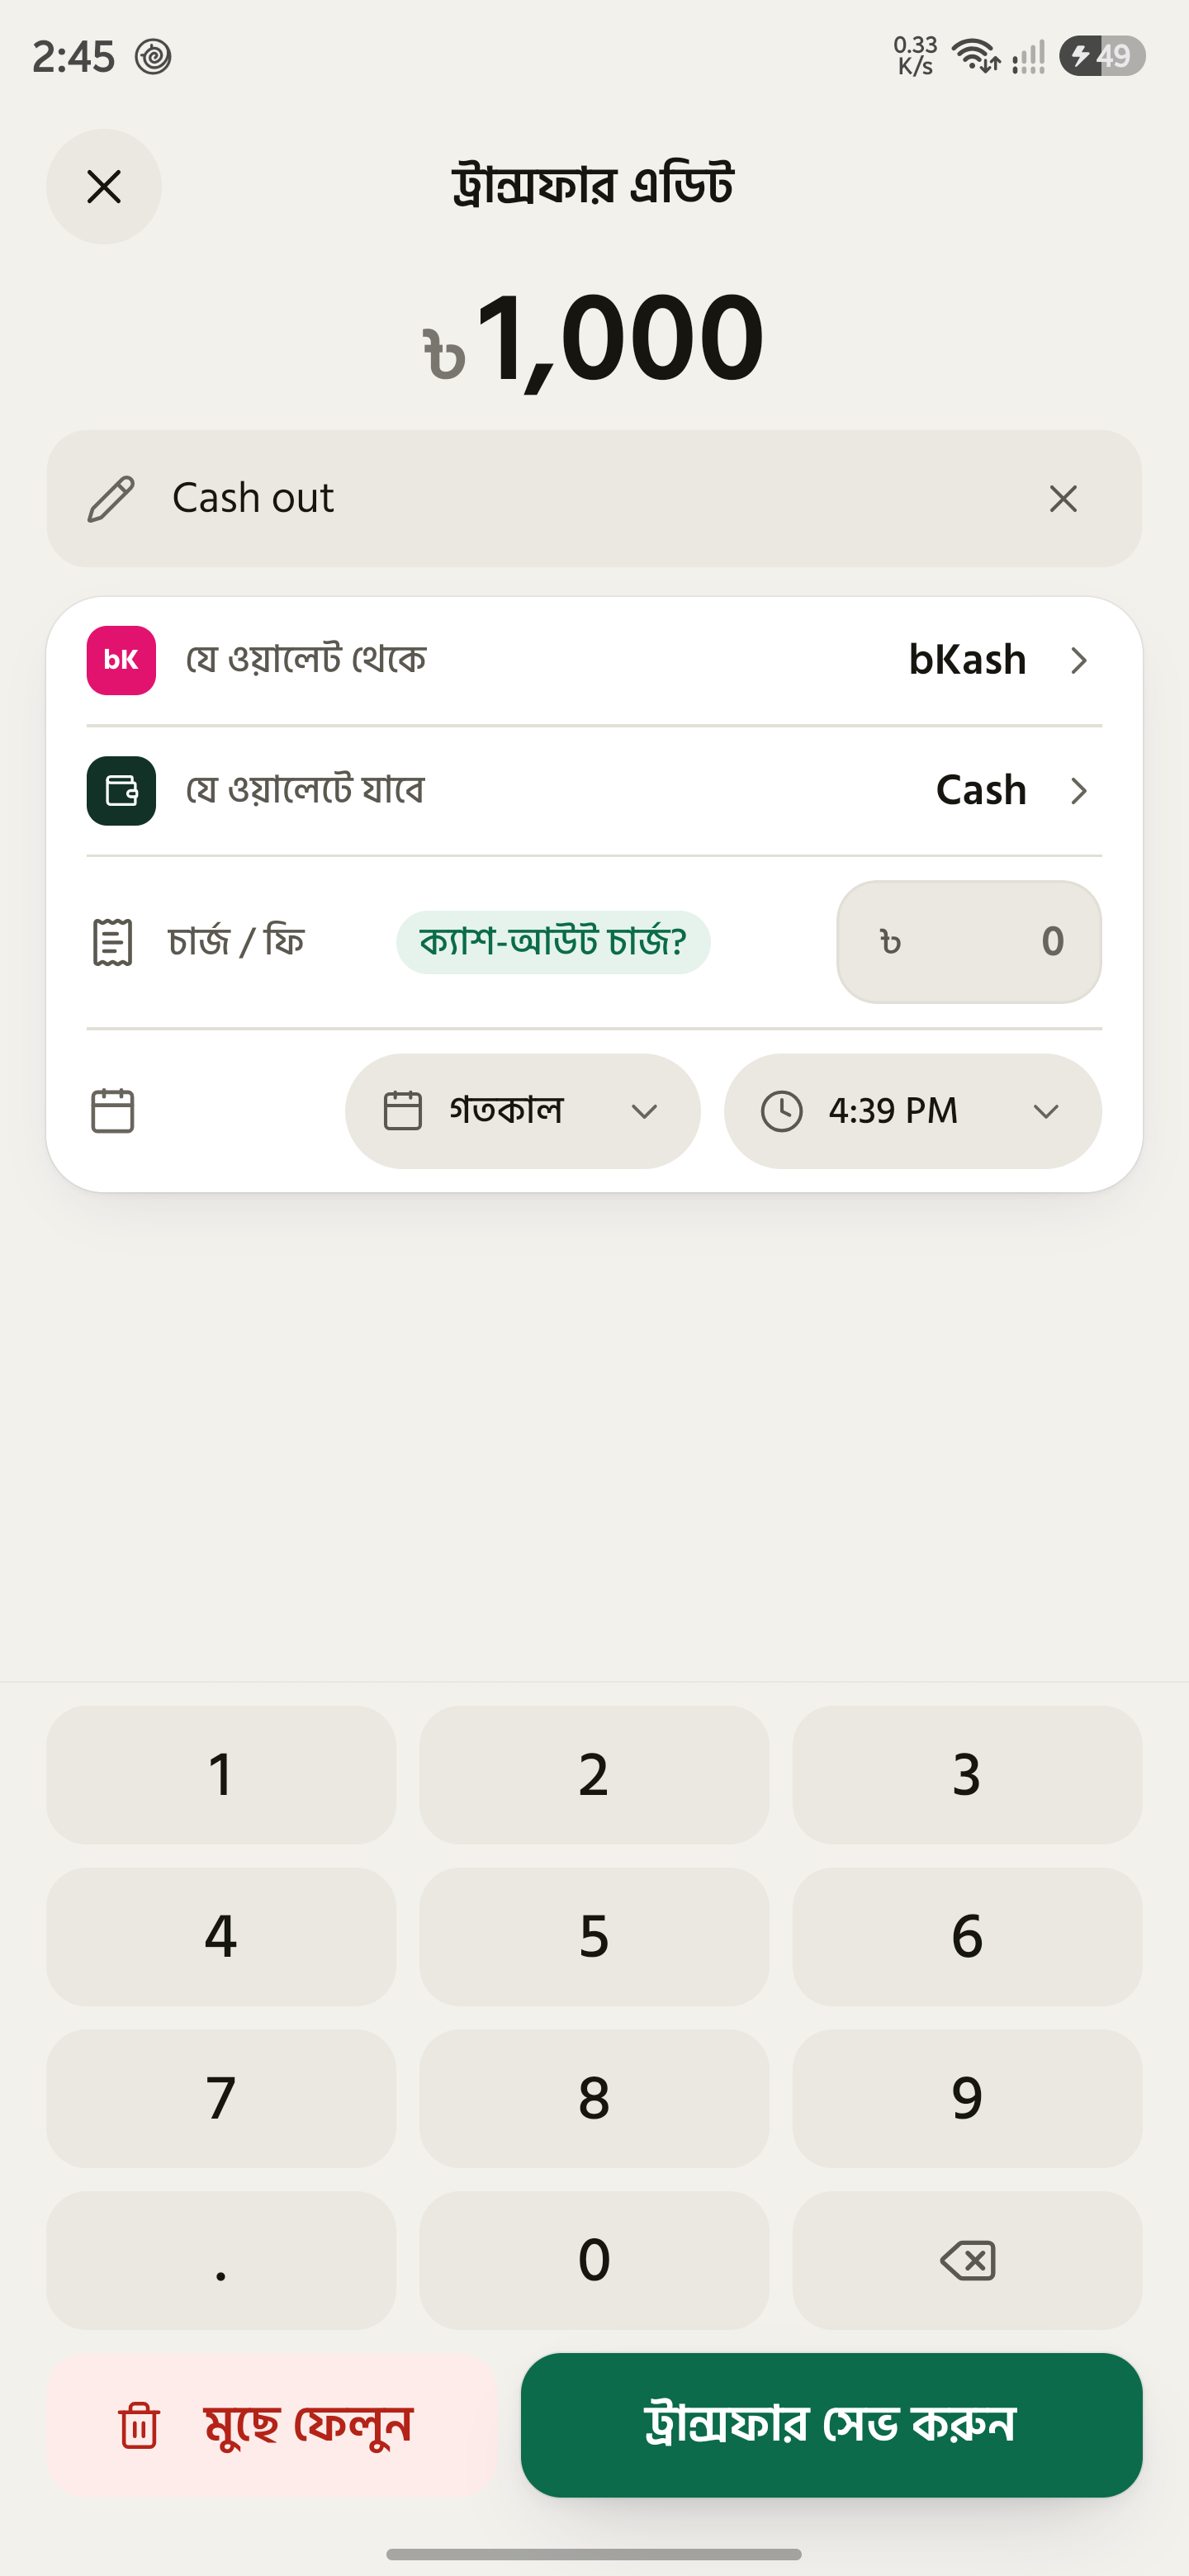 2:45
0.33
K/s
49
ট্রান্সফার এডিট
৳1,000
Cash out
bK যে ওয়ালেট থেকে bKash
যে ওয়ালেটে যাবে Cash
চার্জ / ফি ক্যাশ-আউট চার্জ? ৳ 0
গতকাল 4:39 PM
1 2 3
4 5 6
7 8 9
. 0
মুছে ফেলুন ট্রান্সফার সেভ করুন